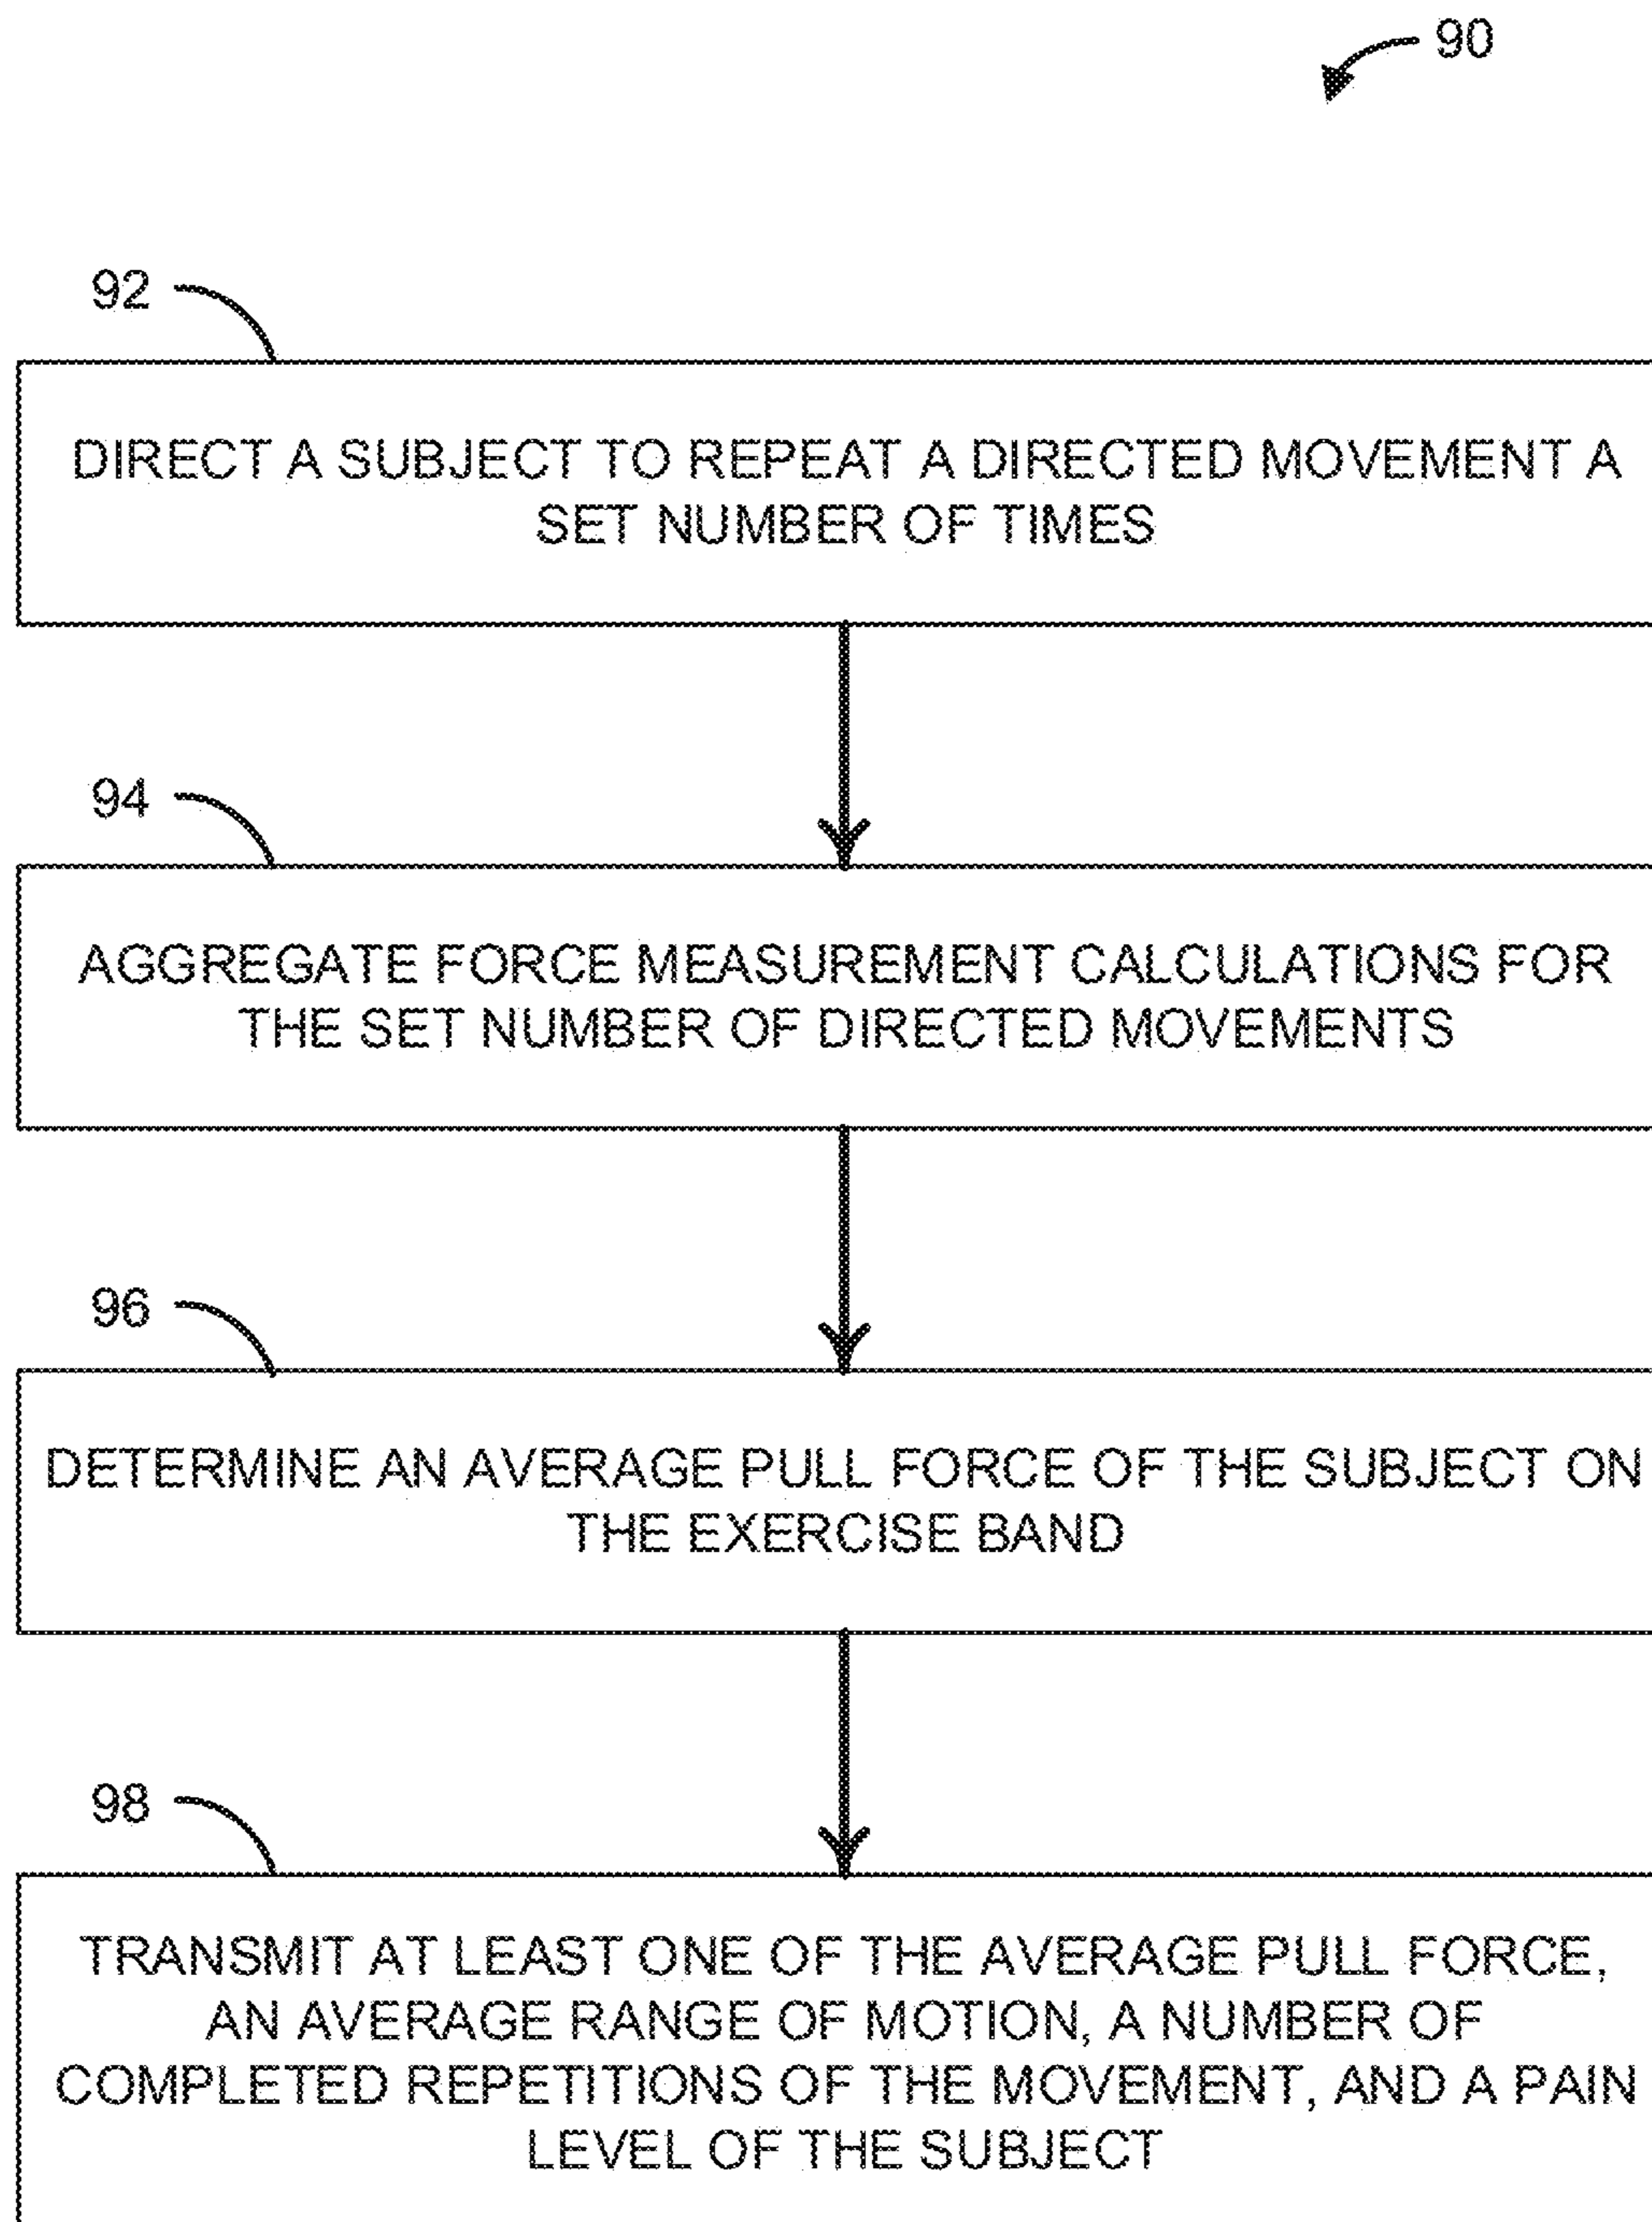 90
92
DIRECT A SUBJECT TO REPEAT A DIRECTED MOVEMENT A
SET NUMBER OF TIMES
94
AGGREGATE FORCE MEASUREMENT CALCULATIONS FOR
THE SET NUMBER OF DIRECTED MOVEMENTS
96
DETERMINE AN AVERAGE PULL FORCE OF THE SUBJECT ON
THE EXERCISE BAND
98
TRANSMIT AT LEAST ONE OF THE AVERAGE PULL FORCE,
AN AVERAGE RANGE OF MOTION, A NUMBER OF
COMPLETED REPETITIONS OF THE MOVEMENT, AND A PAIN
LEVEL OF THE SUBJECT